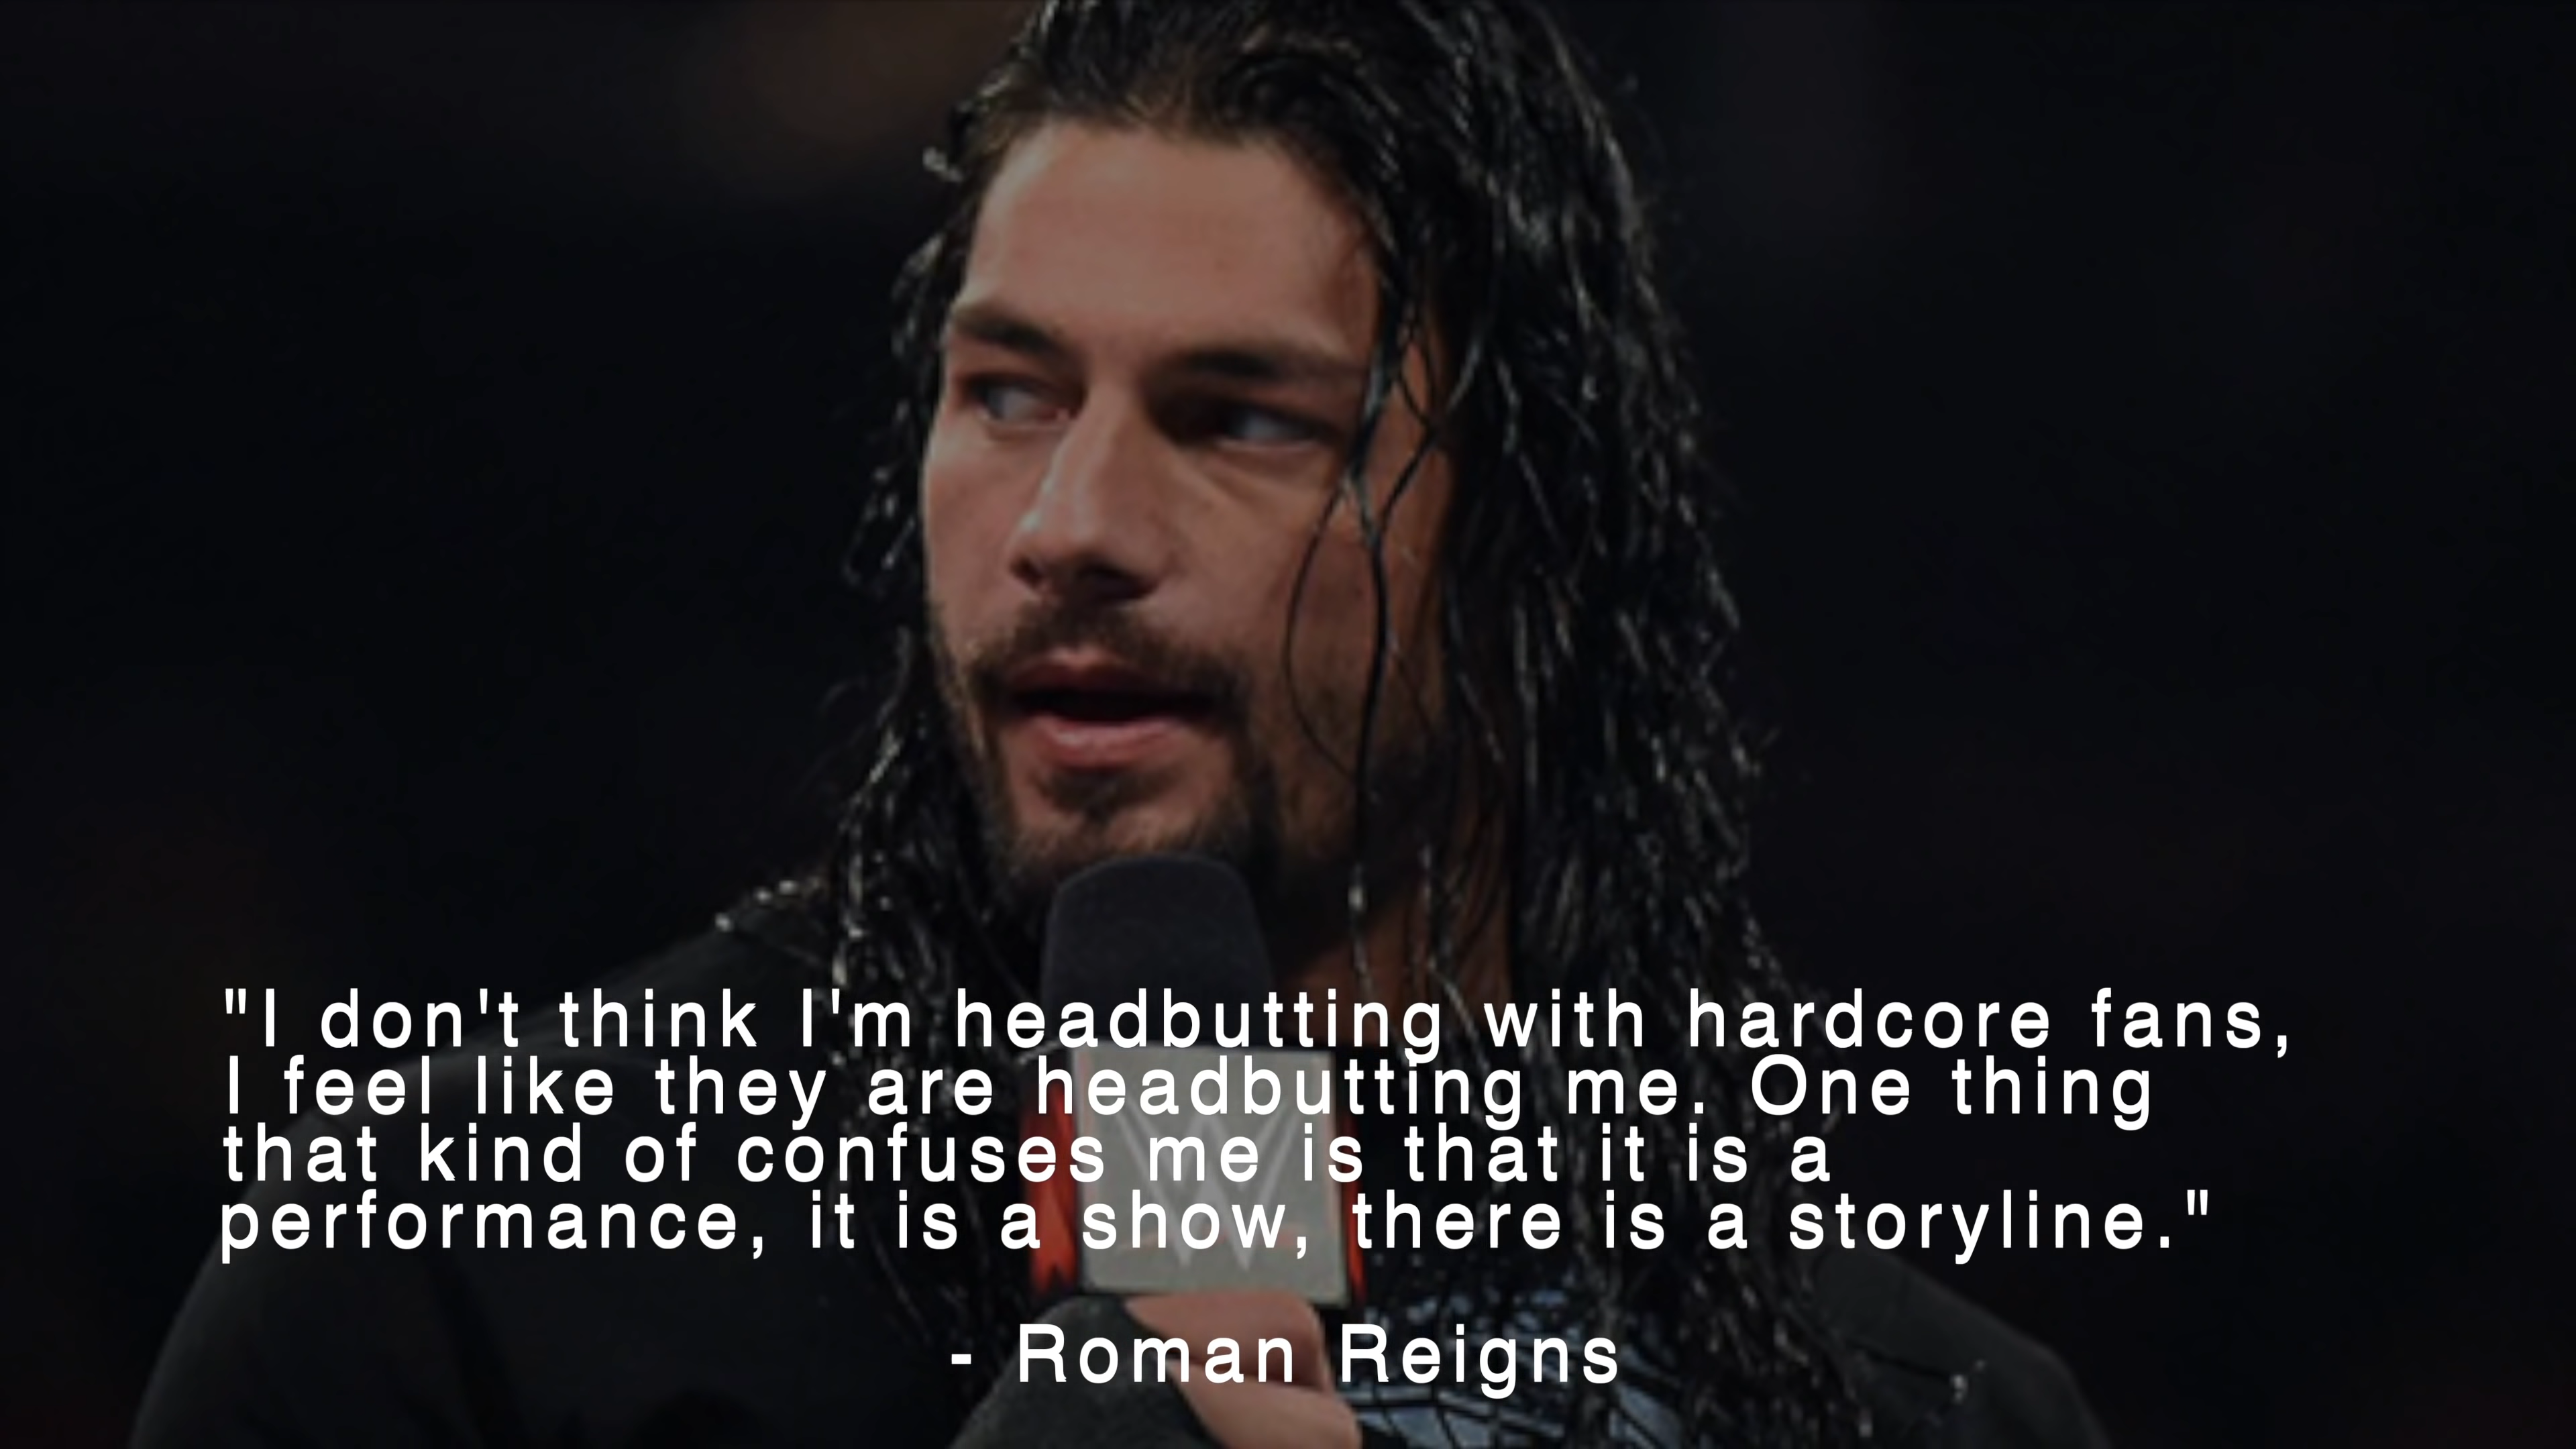 "I don't think I'm headbutting with hardcore fans,
I feel like they are headbutting me. One thing
that kind of confuses me is that it is a
performance, it is a show, there is a storyline."
- Roman Reigns
W